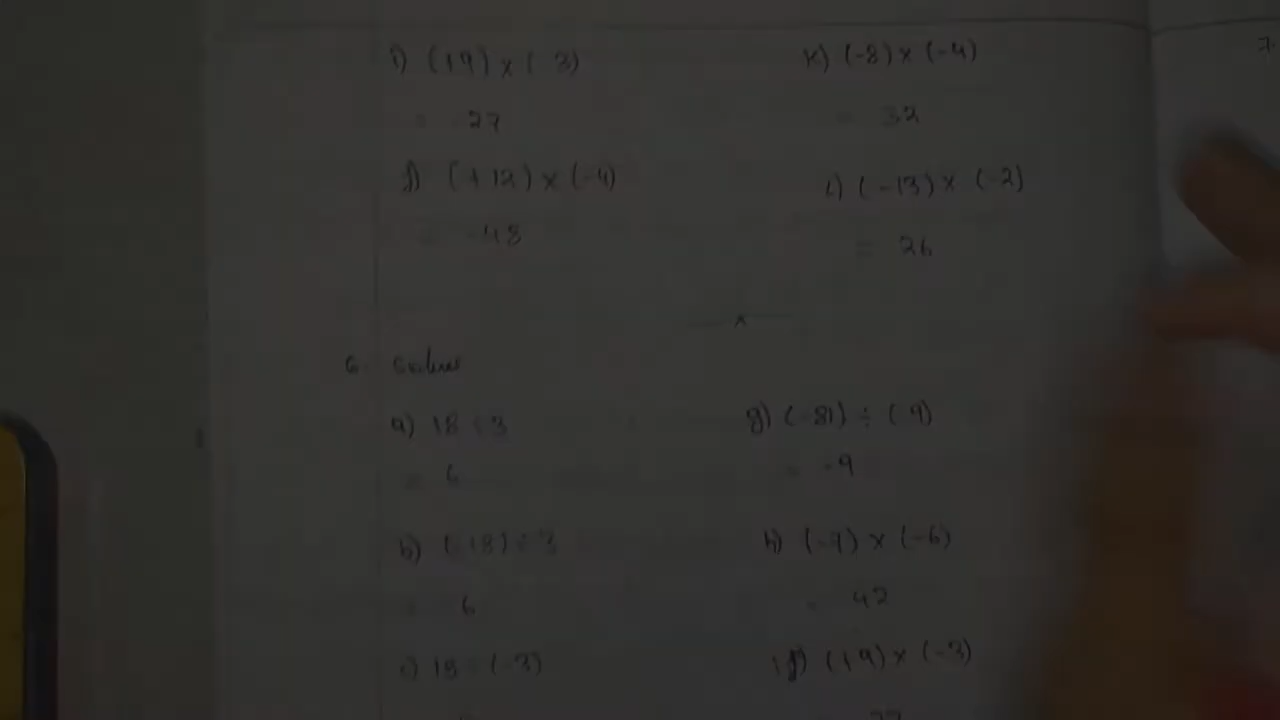 i) (+9) × (-3)
= -27
j) (+12) × (-4)
= -48
k) (-8) × (-4)
= 32
l) (-13) × (-2)
= 26
×
6.
a) 18 ÷ 3
= 6
b) (-18) ÷ 3
= 6
c) 18 ÷ (-3)
g) (-81) ÷ (-9)
= -9
h) (-9) × (-6)
= 42
(+9) × (-3)
7.